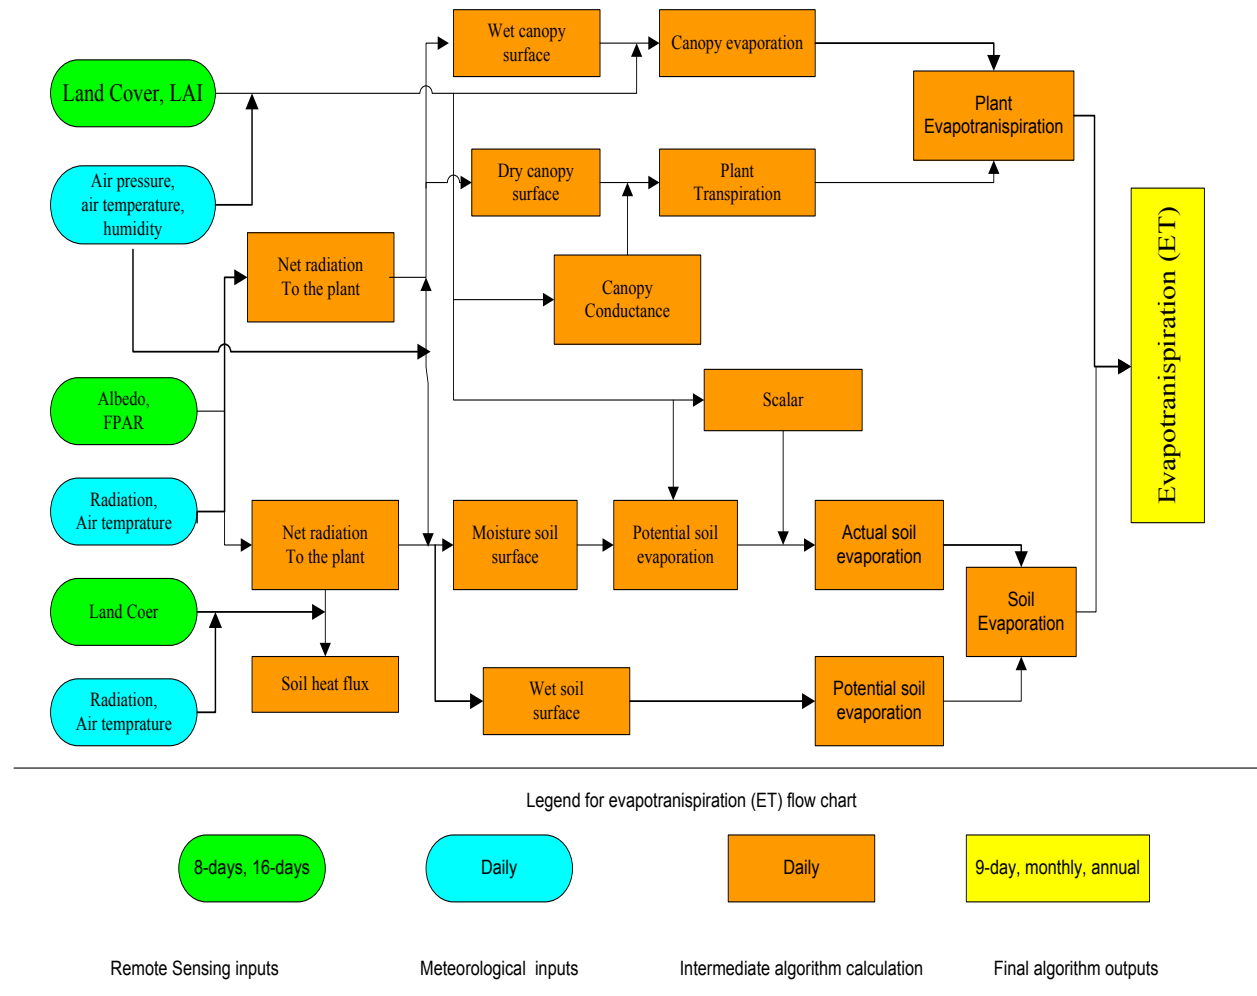 Wet canopy
surface
Canopy evaporation
Land Cover, LAI
Plant
Evapotranispiration
Air pressure,
air temperature,
humidity
Dry canopy
surface
Plant
Transpiration
Net radiation
To the plant
Canopy
Conductance
Evapotranispiration (ET)
Albedo,
FPAR
Scalar
Radiation,
Air temprature
Net radiation
To the plant
Moisture soil
surface
Potential soil
evaporation
Actual soil
evaporation
Land Coer
Soil
Evaporation
Radiation,
Air temprature
Soil heat flux
Wet soil
surface
Potential soil
evaporation
Legend for evapotranispiration (ET) flow chart
8-days, 16-days
Daily
Daily
9-day, monthly, annual
Remote Sensing inputs
Meteorological inputs
Intermediate algorithm calculation
Final algorithm outputs